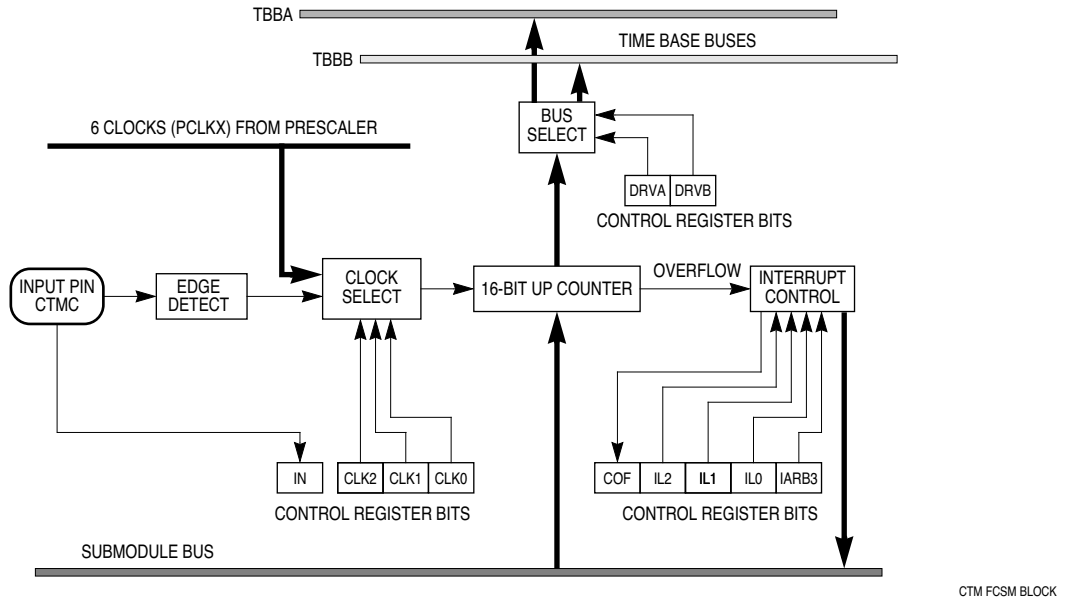 TBBA
TIME BASE BUSES
TBBB
BUS
SELECT
6 CLOCKS (PCLKX) FROM PRESCALER
DRVA DRVB
CONTROL REGISTER BITS
INPUT PIN
CTMC
EDGE
DETECT
CLOCK
SELECT
16-BIT UP COUNTER
OVERFLOW
INTERRUPT
CONTROL
IN CLK2 CLK1 CLK0
CONTROL REGISTER BITS
COF IL2 IL1 IL0 IARB3
CONTROL REGISTER BITS
SUBMODULE BUS
CTM FCSM BLOCK